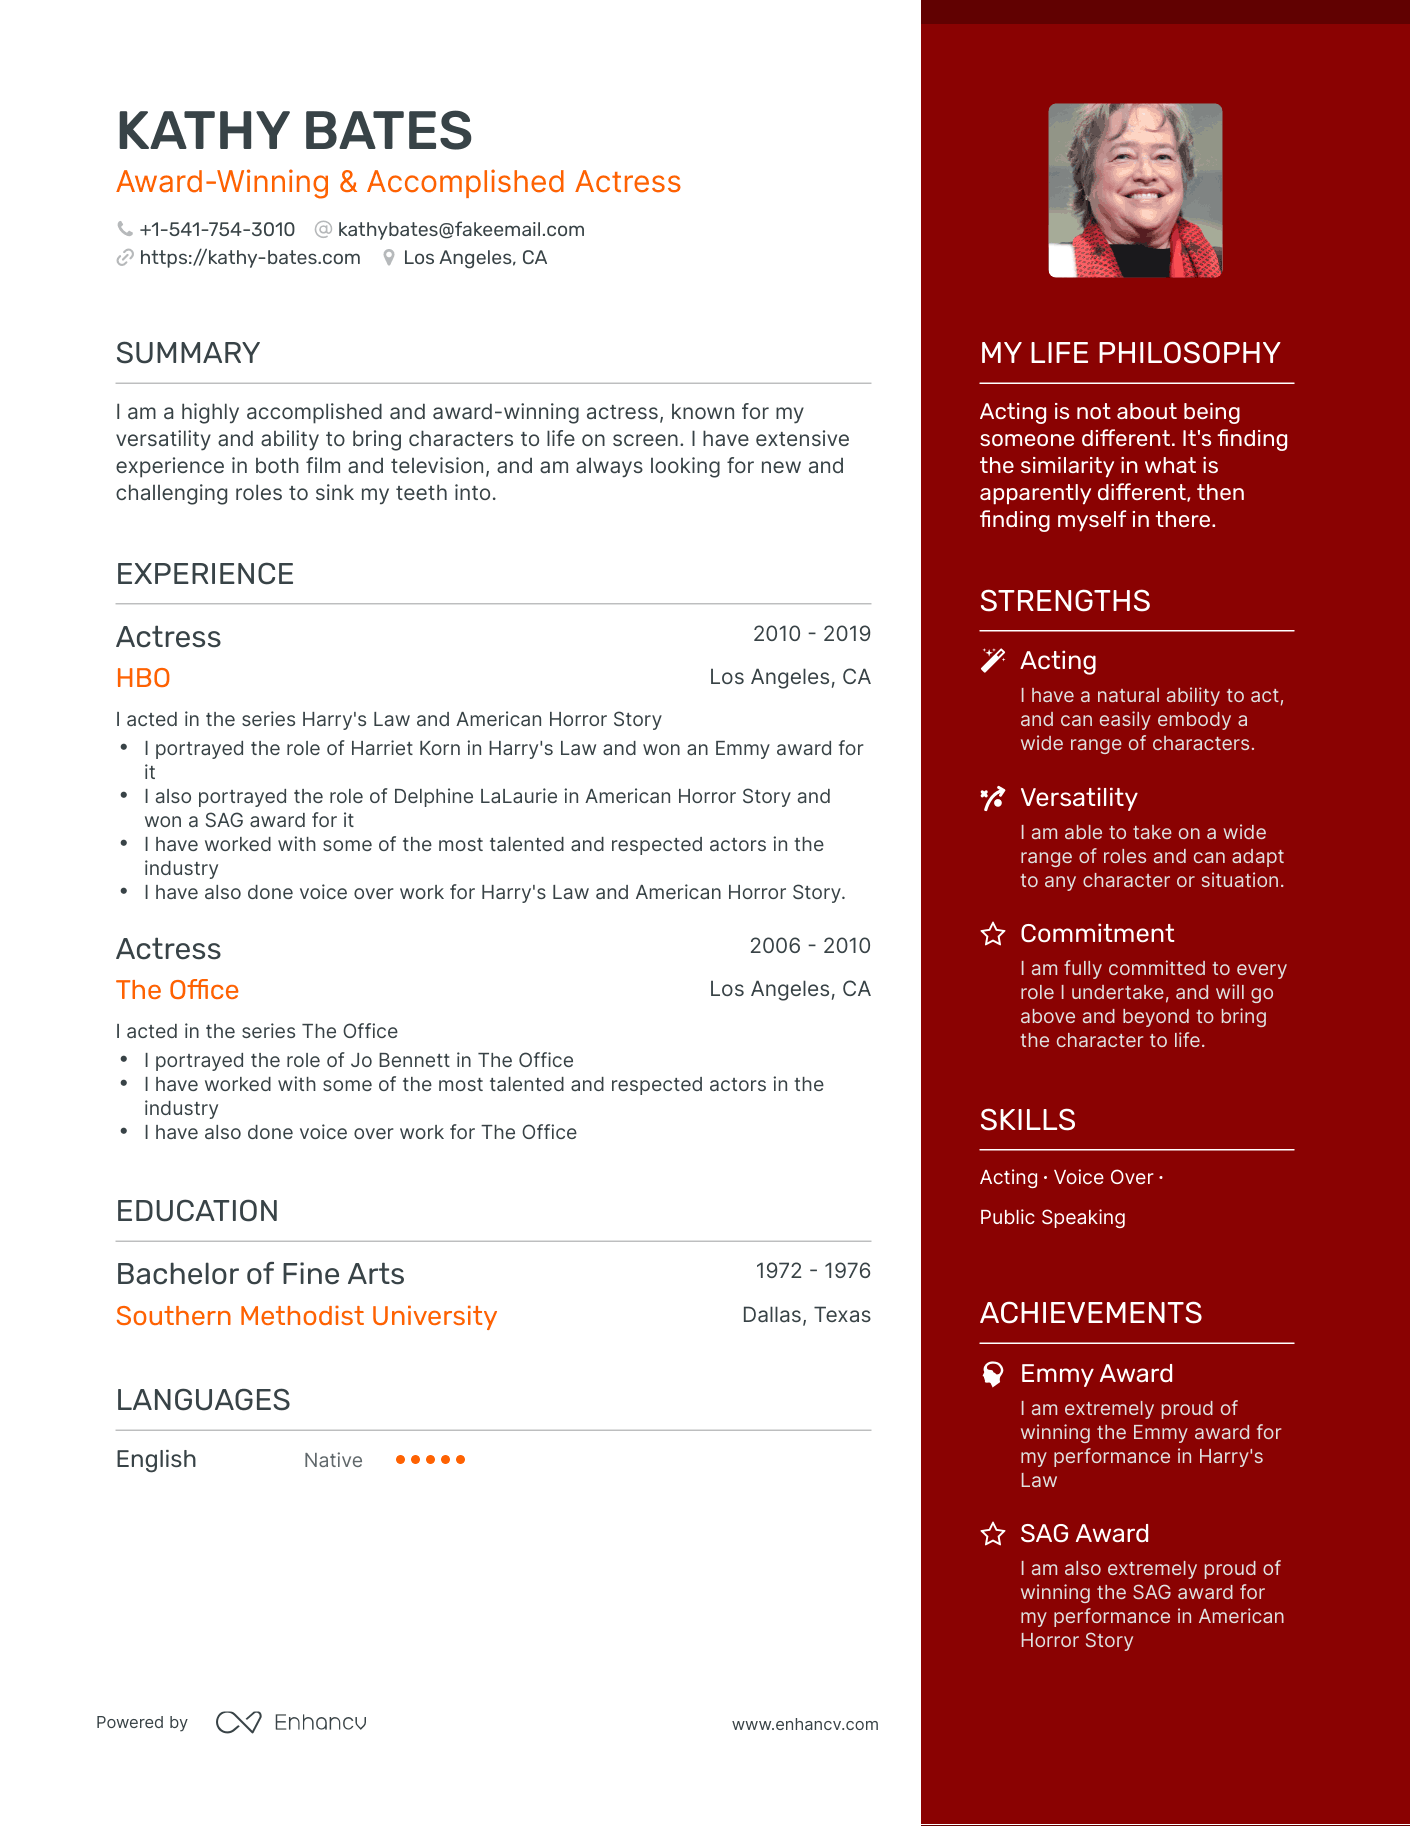 KATHY BATES
Award-Winning & Accomplished Actress
+1-541-754-3010 @ kathybates@fakeemail.com
https://kathy-bates.com Los Angeles, CA
SUMMARY
I am a highly accomplished and award-winning actress, known for my
versatility and ability to bring characters to life on screen. I have extensive
experience in both film and television, and am always looking for new and
challenging roles to sink my teeth into.
EXPERIENCE
Actress 2010 - 2019
HBO Los Angeles, CA
I acted in the series Harry's Law and American Horror Story
• I portrayed the role of Harriet Korn in Harry's Law and won an Emmy award for
it
• I also portrayed the role of Delphine LaLaurie in American Horror Story and
won a SAG award for it
• I have worked with some of the most talented and respected actors in the
industry
• I have also done voice over work for Harry's Law and American Horror Story.
Actress 2006 - 2010
The Office Los Angeles, CA
I acted in the series The Office
• I portrayed the role of Jo Bennett in The Office
• I have worked with some of the most talented and respected actors in the
industry
• I have also done voice over work for The Office
EDUCATION
Bachelor of Fine Arts 1972 - 1976
Southern Methodist University Dallas, Texas
LANGUAGES
English Native
Powered by Enhancv www.enhancv.com
MY LIFE PHILOSOPHY
Acting is not about being
someone different. It's finding
the similarity in what is
apparently different, then
finding myself in there.
STRENGTHS
Acting
I have a natural ability to act,
and can easily embody a
wide range of characters.
Versatility
I am able to take on a wide
range of roles and can adapt
to any character or situation.
Commitment
I am fully committed to every
role I undertake, and will go
above and beyond to bring
the character to life.
SKILLS
Acting · Voice Over ·
Public Speaking
ACHIEVEMENTS
Emmy Award
I am extremely proud of
winning the Emmy award for
my performance in Harry's
Law
SAG Award
I am also extremely proud of
winning the SAG award for
my performance in American
Horror Story